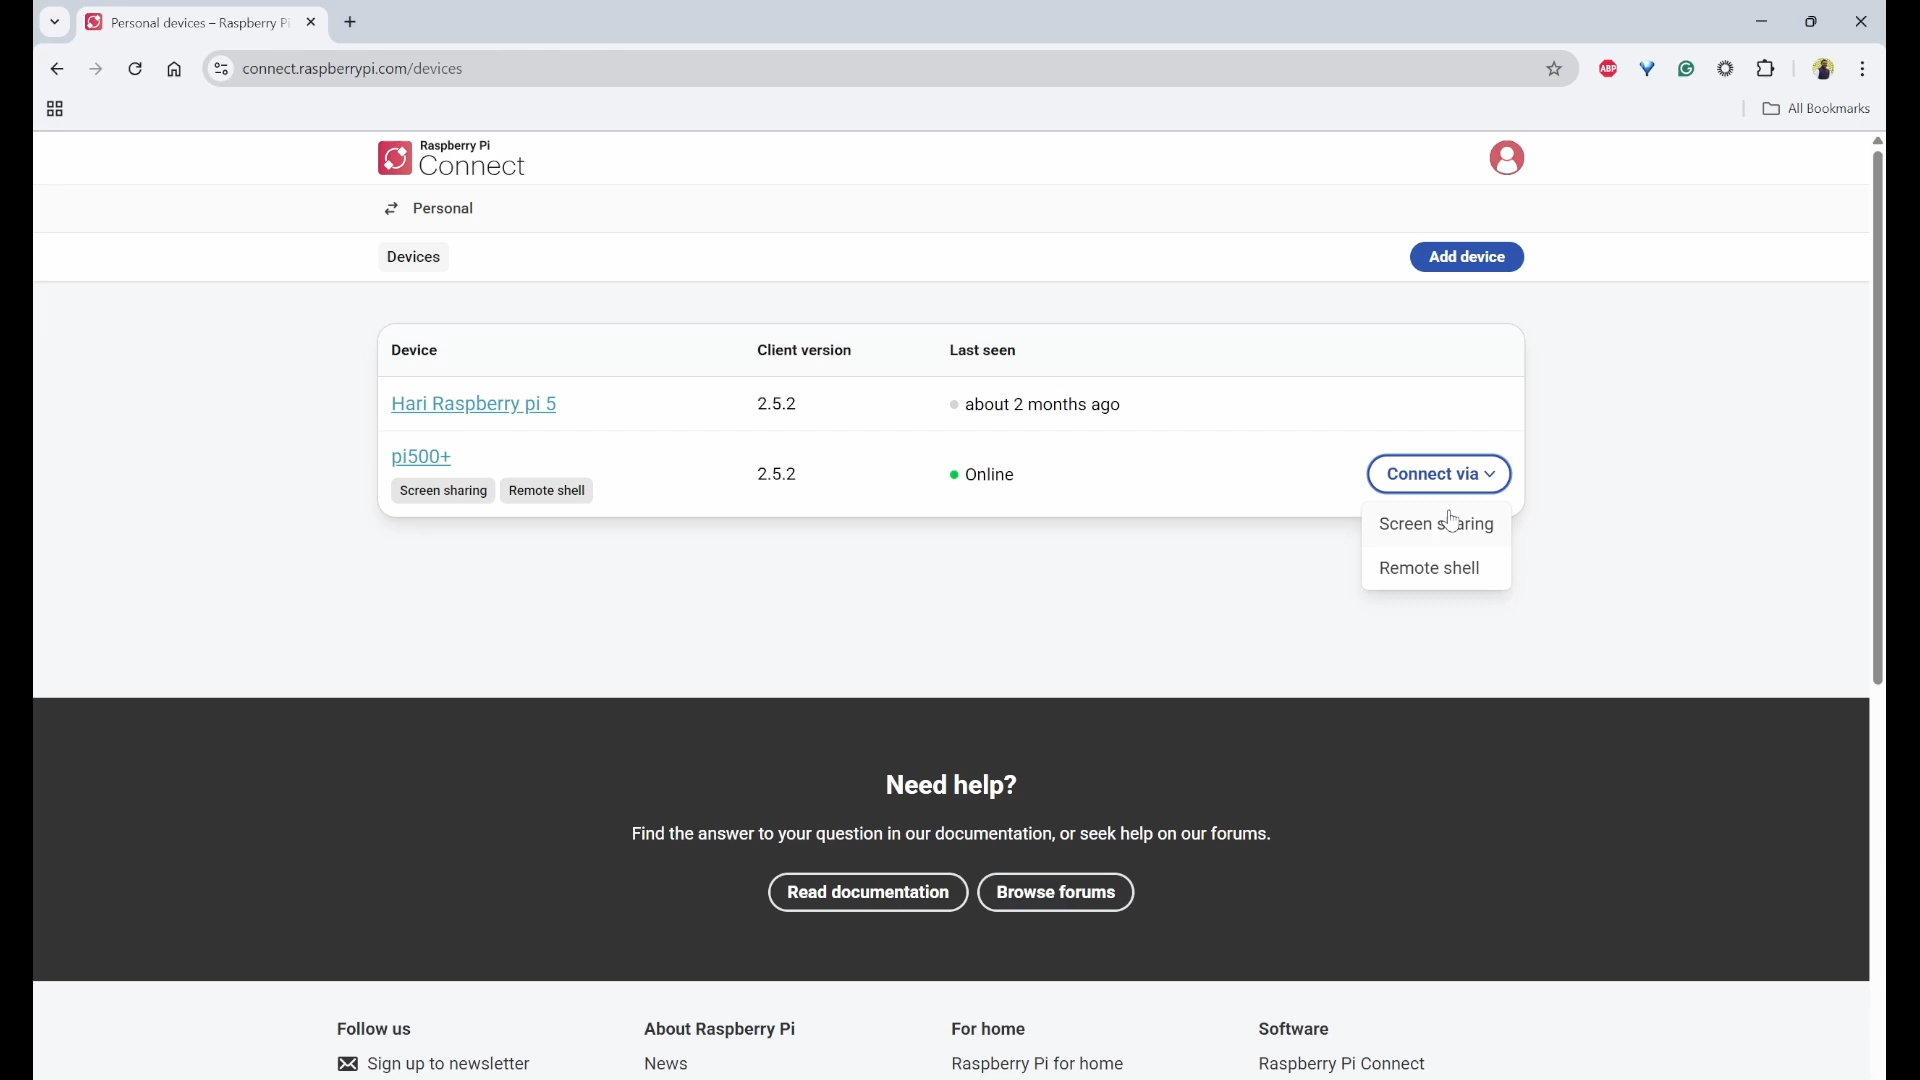 Personal devices – Raspberry Pi
connect.raspberrypi.com/devices
ABP
All Bookmarks
Raspberry Pi
Connect
Personal
Devices
Add device
Device Client version Last seen
Hari Raspberry pi 5 2.5.2 about 2 months ago
pi500+
2.5.2 Online Connect via
Screen sharing Remote shell
Screen sharing
Remote shell
Need help?
Find the answer to your question in our documentation, or seek help on our forums.
Read documentation Browse forums
Follow us About Raspberry Pi For home Software
Sign up to newsletter News Raspberry Pi for home Raspberry Pi Connect